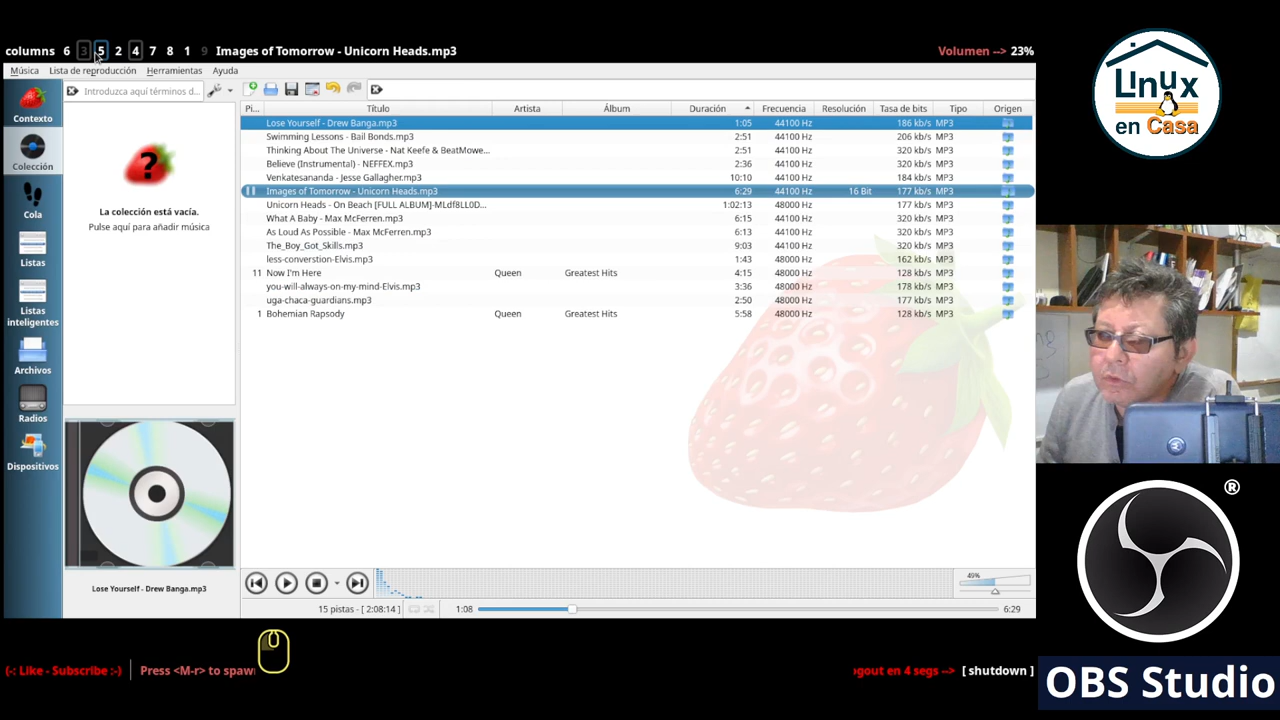 columns 6 3 5 2 4 7 8 1 9 Images of Tomorrow - Unicorn Heads.mp3 Volumen --> 23%
Música Lista de reproducción Herramientas Ayuda
Introduzca aquí términos d...
Contexto
Colección
Cola
Listas
Listas inteligentes
Archivos
Radios
Dispositivos
?
La colección está vacía.
Pulse aquí para añadir música
Lose Yourself - Drew Banga.mp3
Pi... Título Artista Álbum Duración Frecuencia Resolución Tasa de bits Tipo Origen
Lose Yourself - Drew Banga.mp3 1:05 44100 Hz 186 kb/s MP3
Swimming Lessons - Bail Bonds.mp3 2:51 44100 Hz 206 kb/s MP3
Thinking About The Universe - Nat Keefe & BeatMowe... 2:51 44100 Hz 320 kb/s MP3
Believe (Instrumental) - NEFFEX.mp3 2:36 44100 Hz 320 kb/s MP3
Venkatesananda - Jesse Gallagher.mp3 10:10 44100 Hz 184 kb/s MP3
Images of Tomorrow - Unicorn Heads.mp3 6:29 44100 Hz 16 Bit 177 kb/s MP3
Unicorn Heads - On Beach [FULL ALBUM]-MLdf8LL0D... 1:02:13 48000 Hz 177 kb/s MP3
What A Baby - Max McFerren.mp3 6:15 44100 Hz 320 kb/s MP3
As Loud As Possible - Max McFerren.mp3 6:13 44100 Hz 320 kb/s MP3
The_Boy_Got_Skills.mp3 9:03 44100 Hz 320 kb/s MP3
less-converstion-Elvis.mp3 1:43 48000 Hz 162 kb/s MP3
11 Now I'm Here Queen Greatest Hits 4:15 48000 Hz 128 kb/s MP3
you-will-always-on-my-mind-Elvis.mp3 3:36 48000 Hz 178 kb/s MP3
uga-chaca-guardians.mp3 2:50 48000 Hz 177 kb/s MP3
1 Bohemian Rapsody Queen Greatest Hits 5:58 48000 Hz 128 kb/s MP3
49%
15 pistas - [ 2:08:14 ] 1:08 6:29
(-: Like - Subscribe :-) Press <M-r> to spaw ogout en 4 segs --> [ shutdown ]
Linux
en Casa
®
OBS Studio